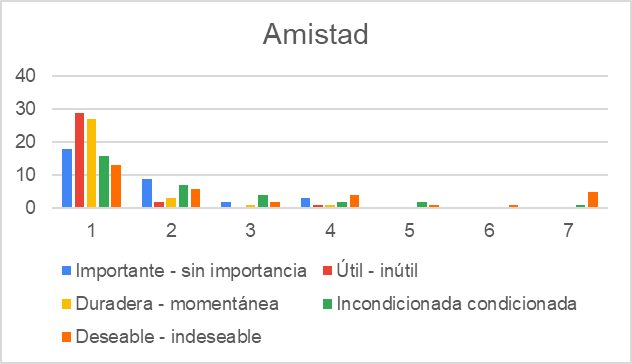 Amistad
40
30
20
10
0
1 2 3 4 5 6 7
Importante - sin importancia Útil - inútil
Duradera - momentánea Incondicionada condicionada
Deseable - indeseable